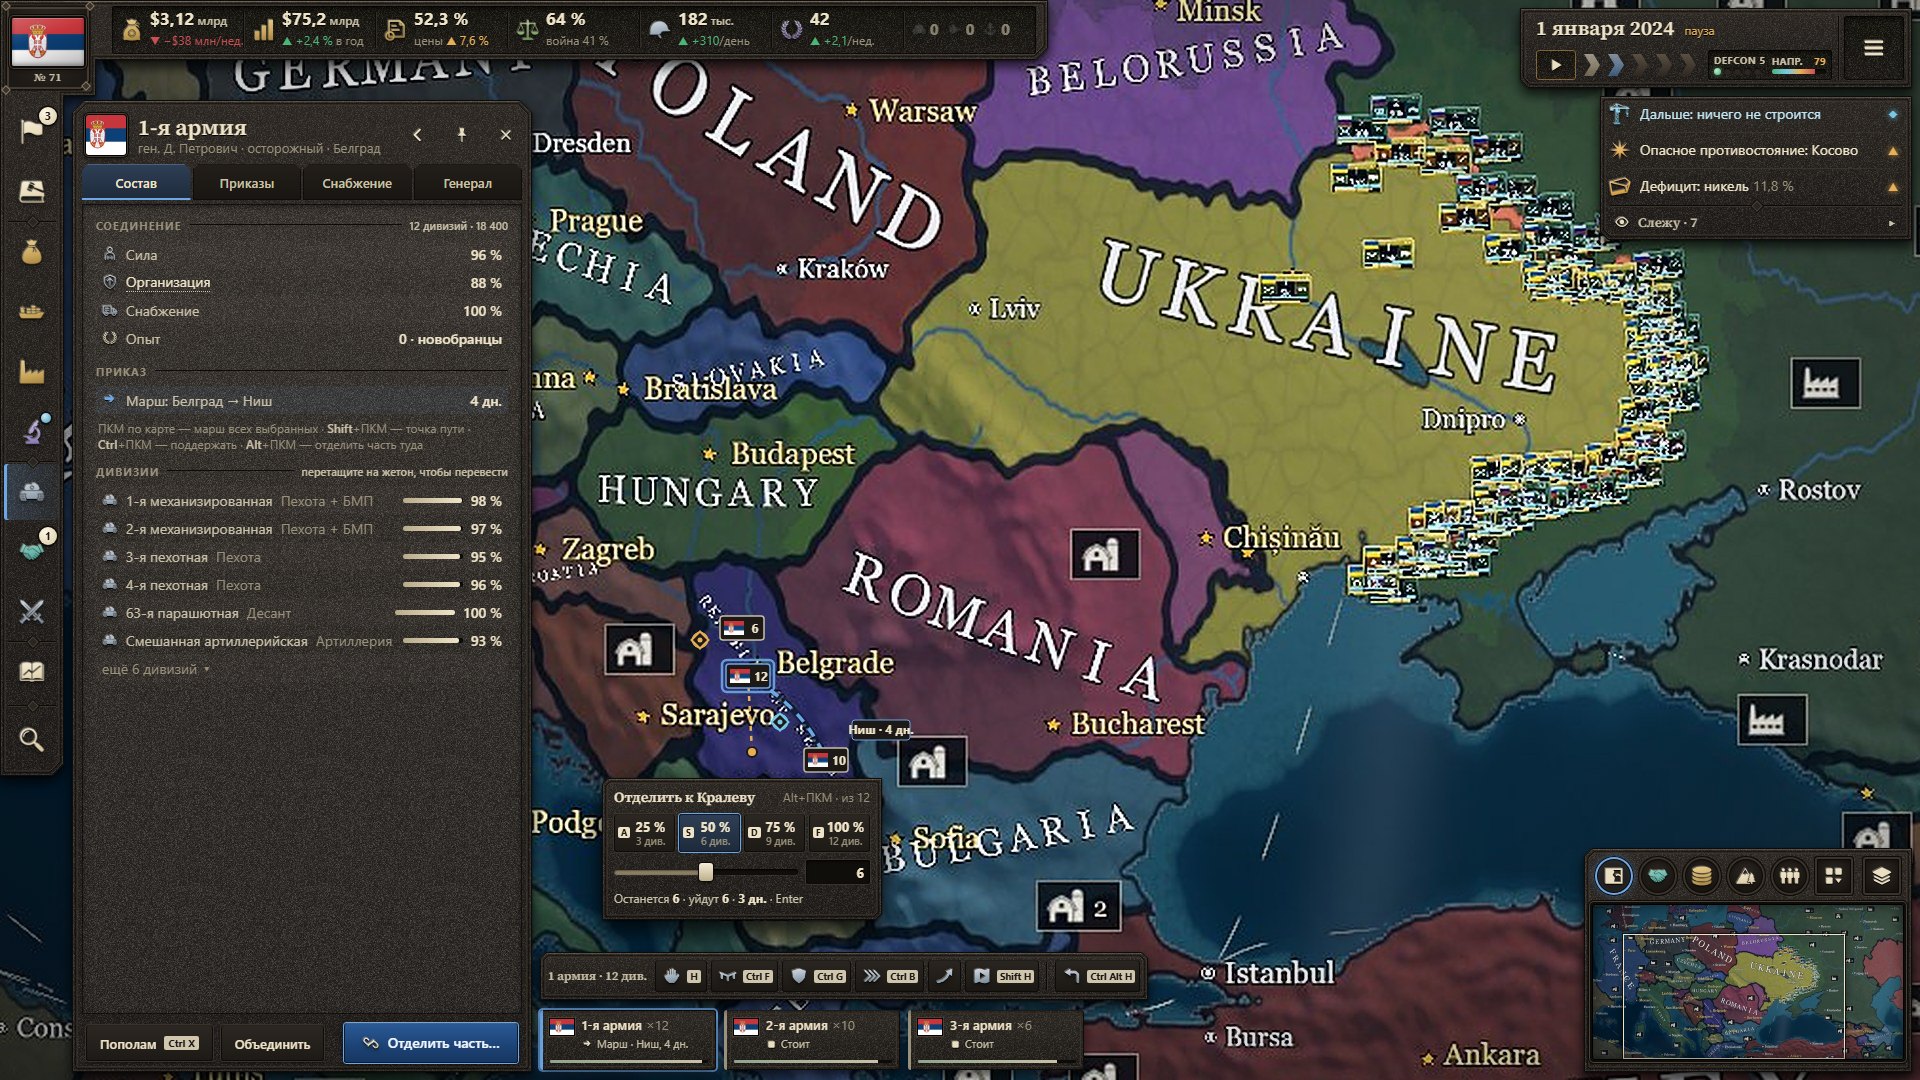 $3,12 млрд
▼ −$38 млн/нед.
$75,2 млрд
▲ +2,4 % в год
52,3 %
цены ▲ 7,6 %
64 %
война 41 %
182 тыс.
▲ +310/день
42
▲ +2,1/нед.
0 0 0
№ 71
1 января 2024 пауза
DEFCON 5 НАПР. 79
Дальше: ничего не строится
Опасное противостояние: Косово
Дефицит: никель 11,8 %
Слежу · 7
3
1
1-я армия
ген. Д. Петрович · осторожный · Белград
Состав Приказы Снабжение Генерал
СОЕДИНЕНИЕ 12 дивизий · 18 400
Сила 96 %
Организация 88 %
Снабжение 100 %
Опыт 0 · новобранцы
ПРИКАЗ
Марш: Белград → Ниш 4 дн.
ПКМ по карте — марш всех выбранных · Shift+ПКМ — точка пути ·
Ctrl+ПКМ — поддержать · Alt+ПКМ — отделить часть туда
ДИВИЗИИ перетащите на жетон, чтобы перевести
1-я механизированная Пехота + БМП 98 %
2-я механизированная Пехота + БМП 97 %
3-я пехотная Пехота 95 %
4-я пехотная Пехота 96 %
63-я парашютная Десант 100 %
Смешанная артиллерийская Артиллерия 93 %
ещё 6 дивизий
Пополам Ctrl X
Объединить
Отделить часть...
Minsk
BELORUSSIA
GERMANY
POLAND
Warsaw
Dresden
Prague
ECHIA
Kraków
Lviv
UKRAINE
SLOVAKIA
Bratislava
nna
Dnipro
Budapest
HUNGARY
Rostov
Zagreb
Chișinău
ROMANIA
6
12
Belgrade
Krasnodar
Sarajevo
Ниш · 4 дн.
10
Bucharest
Podgo
Sofia
BULGARIA
2
Istanbul
Bursa
Ankara
Cons
Отделить к Кралеву Alt+ПКМ · из 12
A 25 % 3 див.
S 50 % 6 див.
D 75 % 9 див.
F 100 % 12 див.
6
Останется 6 · уйдут 6 · 3 дн. · Enter
1 армия · 12 див. H Ctrl F Ctrl G Ctrl B Shift H Ctrl Alt H
1-я армия ×12
Марш · Ниш, 4 дн.
2-я армия ×10
Стоит
3-я армия ×6
Стоит